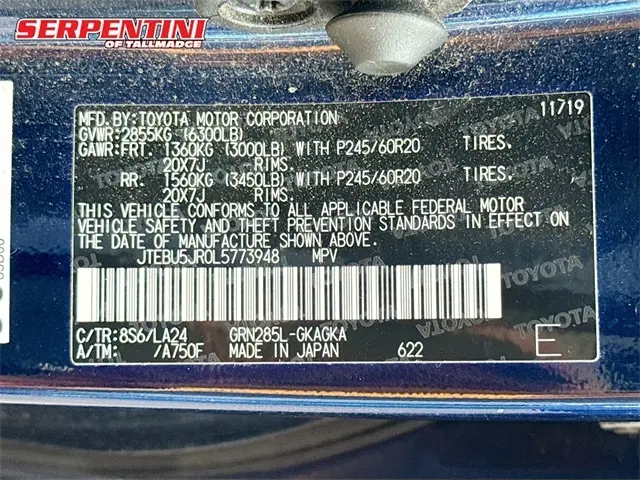 SERPENTINI
OF TALLMADGE
MFD.BY:TOYOTA MOTOR CORPORATION 11719
GVWR:2855KG (6300LB)
GAWR:FRT. 1360KG (3000LB) WITH P245/60R20 TIRES.
20X7J RIMS.
RR. 1560KG (3450LB) WITH P245/60R20 TIRES.
20X7J RIMS.
THIS VEHICLE CONFORMS TO ALL APPLICABLE FEDERAL MOTOR
VEHICLE SAFETY AND THEFT PREVENTION STANDARDS IN EFFECT ON
THE DATE OF MANUFACTURE SHOWN ABOVE.
JTEBU5JR0L5773948 MPV
C/TR:8S6/LA24 GRN285L-GKAGKA
A/TM: /A750F MADE IN JAPAN 622 E